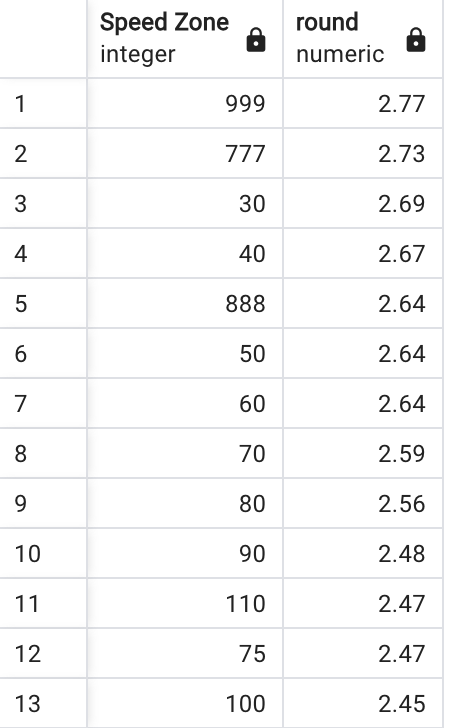 Speed Zone round
integer numeric
1 999 2.77
2 777 2.73
3 30 2.69
4 40 2.67
5 888 2.64
6 50 2.64
7 60 2.64
8 70 2.59
9 80 2.56
10 90 2.48
11 110 2.47
12 75 2.47
13 100 2.45